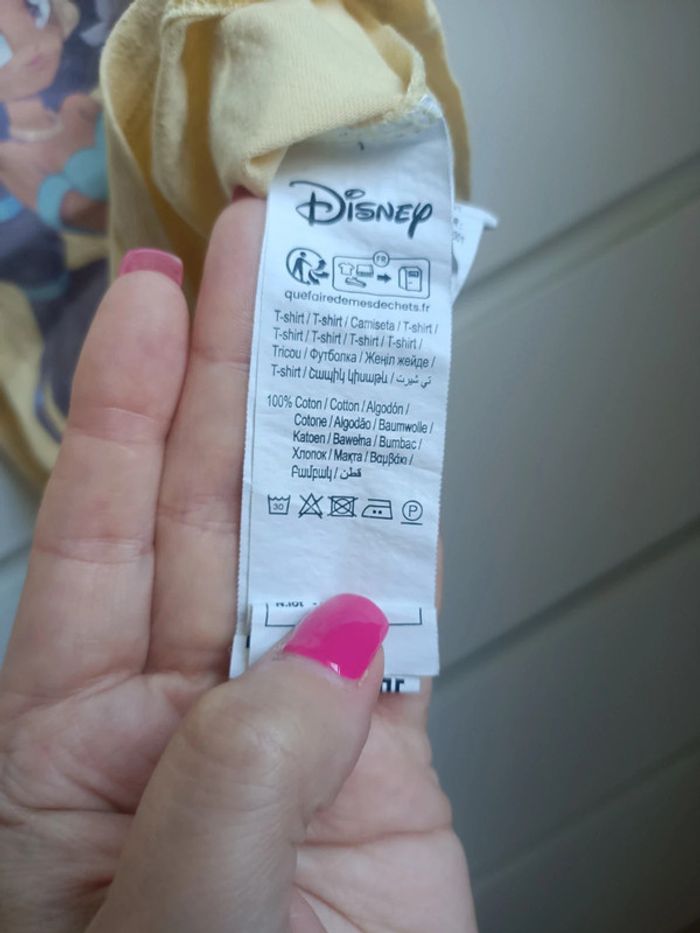 Disney
FR
quefairedemesdechets.fr
T-shirt / T-shirt / Camiseta / T-shirt /
T-shirt / T-shirt / T-shirt / T-shirt /
Tricou / Футболка / Жеңіл жейде /
T-shirt / Շապիկ կիսաթև / تي شيرت
100% Coton / Cotton / Algodón /
Cotone / Algodão / Baumwolle /
Katoen / Bawełna / Bumbac /
Хлопок / Мақта / Βαμβάκι /
Բամբակ / قطن
30
P